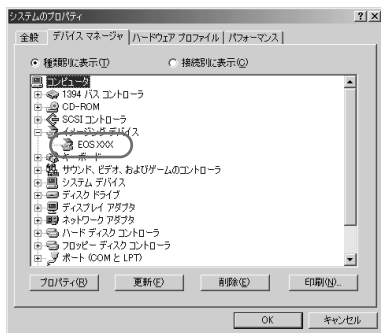 システムのプロパティ
全般 デバイス マネージャ ハードウェア プロファイル パフォーマンス
種類別に表示(T) 接続別に表示(C)
コンピュータ
1394 バス コントローラ
CD-ROM
SCSI コントローラ
イメージング デバイス
EOS XXX
キーボード
サウンド、ビデオ、およびゲームのコントローラ
システム デバイス
ディスク ドライブ
ディスプレイ アダプタ
ネットワーク アダプタ
ハード ディスク コントローラ
フロッピー ディスク コントローラ
ポート (COM と LPT)
プロパティ(R) 更新(F) 削除(E) 印刷(N)...
OK キャンセル